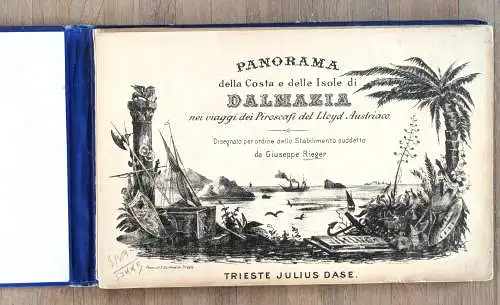 PANORAMA
della Costa e delle Isole di
DALMAZIA
nei viaggi dei Piroscafi del Lloyd Austriaco.
Disegnato per ordine dello Stabilimento suddetto
da Giuseppe Rieger
TRIESTE JULIUS DASE.